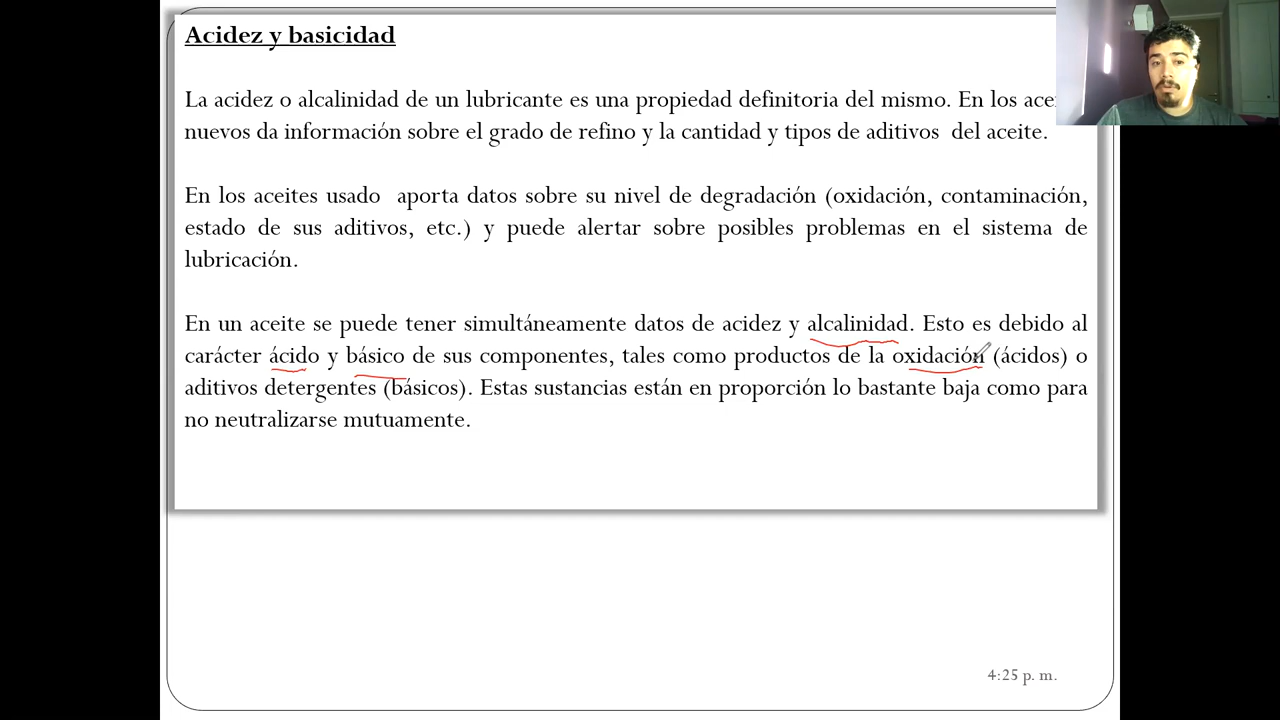 Acidez y basicidad
La acidez o alcalinidad de un lubricante es una propiedad definitoria del mismo. En los
nuevos da información sobre el grado de refino y la cantidad y tipos de aditivos del aceite.
En los aceites usado aporta datos sobre su nivel de degradación (oxidación, contaminación,
estado de sus aditivos, etc.) y puede alertar sobre posibles problemas en el sistema de
lubricación.
En un aceite se puede tener simultáneamente datos de acidez y alcalinidad. Esto es debido al
carácter ácido y básico de sus componentes, tales como productos de la oxidación (ácidos) o
aditivos detergentes (básicos). Estas sustancias están en proporción lo bastante baja como para
no neutralizarse mutuamente.
4:25 p. m.